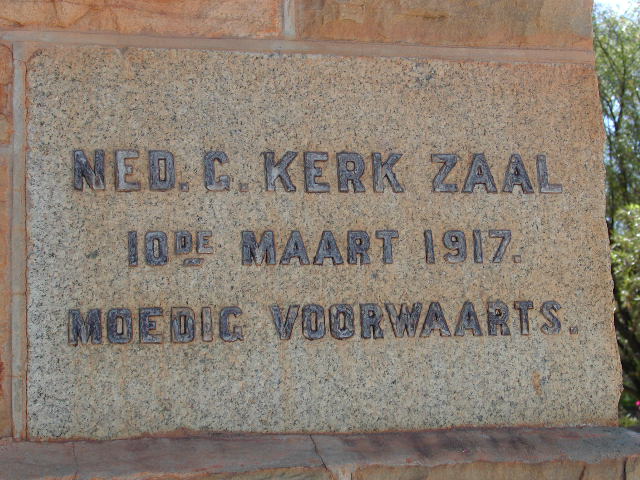 NED. G. KERK ZAAL
10DE MAART 1917.
MOEDIG VOORWAARTS.